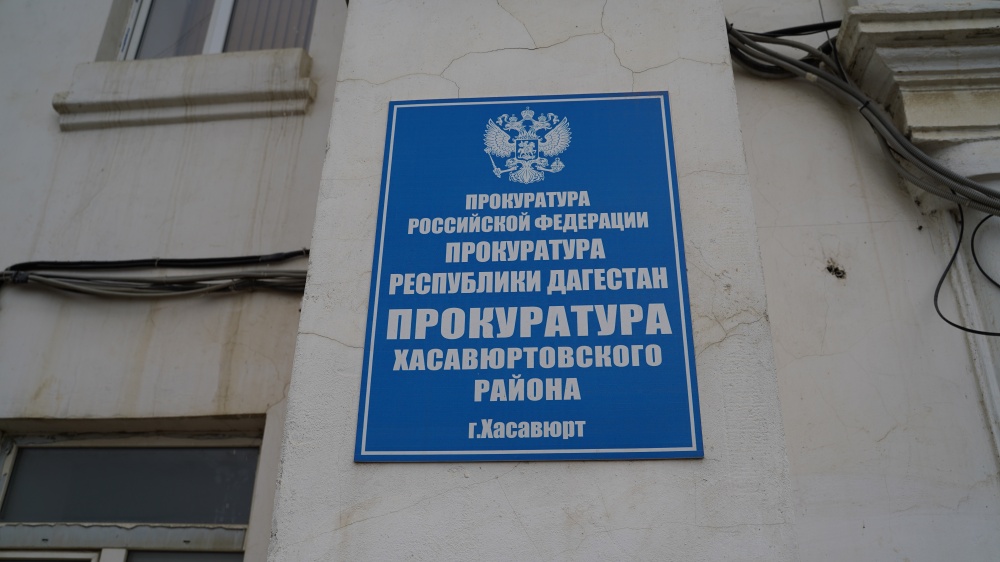 ПРОКУРАТУРА
РОССИЙСКОЙ ФЕДЕРАЦИИ
ПРОКУРАТУРА
РЕСПУБЛИКИ ДАГЕСТАН
ПРОКУРАТУРА
ХАСАВЮРТОВСКОГО
РАЙОНА
г.Хасавюрт